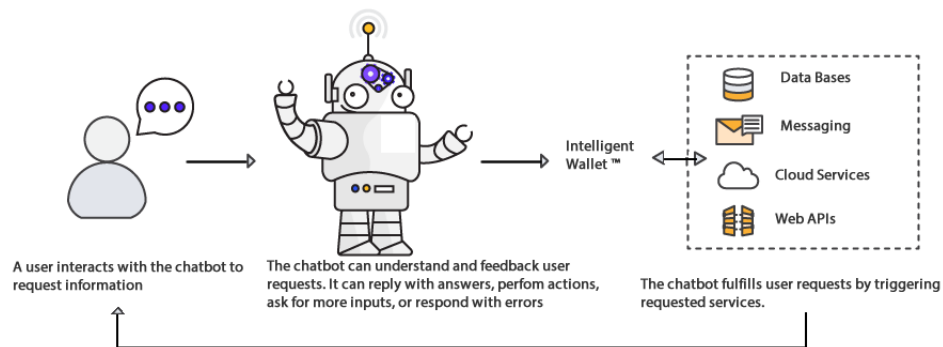 Data Bases
Messaging
Cloud Services
Web APIs
Intelligent
Wallet ™
A user interacts with the chatbot to
request information
The chatbot can understand and feedback user
requests. It can reply with answers, perfom actions,
ask for more inputs, or respond with errors
The chatbot fulfills user requests by triggering
requested services.